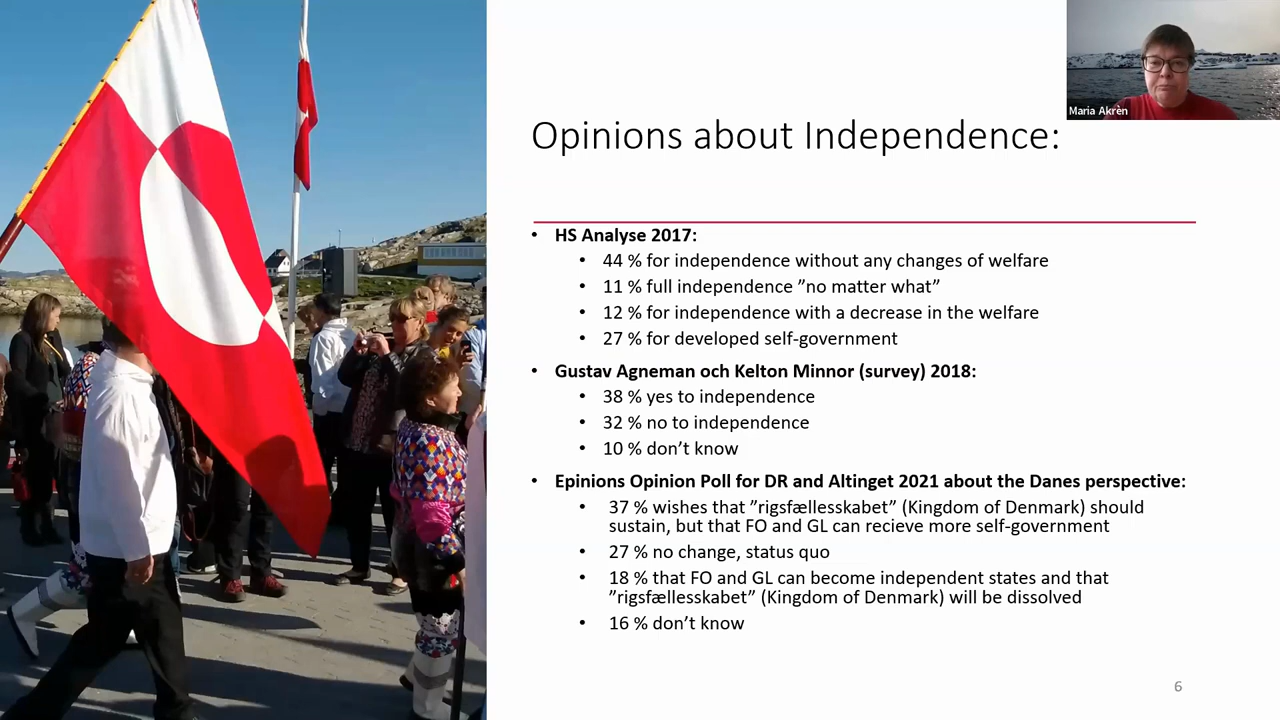 Maria Akrèn
Opinions about Independence:
• HS Analyse 2017:
• 44 % for independence without any changes of welfare
• 11 % full independence ”no matter what”
• 12 % for independence with a decrease in the welfare
• 27 % for developed self-government
• Gustav Agneman och Kelton Minnor (survey) 2018:
• 38 % yes to independence
• 32 % no to independence
• 10 % don’t know
• Epinions Opinion Poll for DR and Altinget 2021 about the Danes perspective:
• 37 % wishes that ”rigsfællesskabet” (Kingdom of Denmark) should
sustain, but that FO and GL can recieve more self-government
• 27 % no change, status quo
• 18 % that FO and GL can become independent states and that
”rigsfællesskabet” (Kingdom of Denmark) will be dissolved
• 16 % don’t know
6